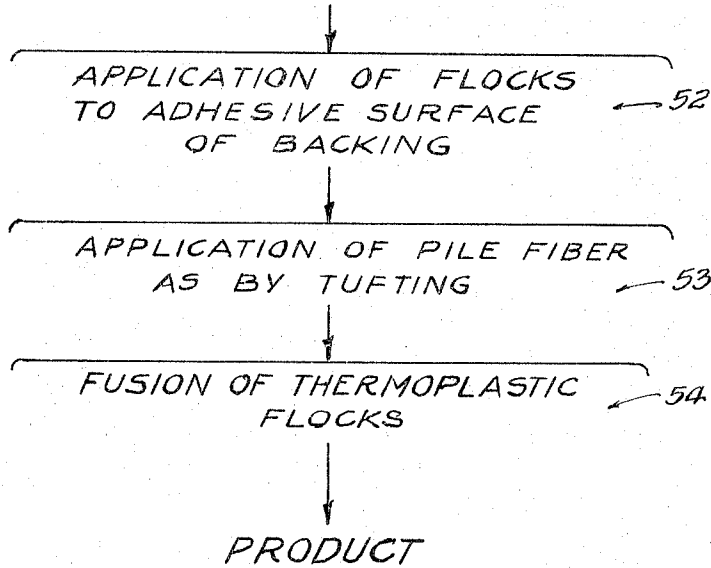 APPLICATION OF FLOCKS
TO ADHESIVE SURFACE
OF BACKING
52
APPLICATION OF PILE FIBER
AS BY TUFTING
53
FUSION OF THERMOPLASTIC
FLOCKS
54
PRODUCT